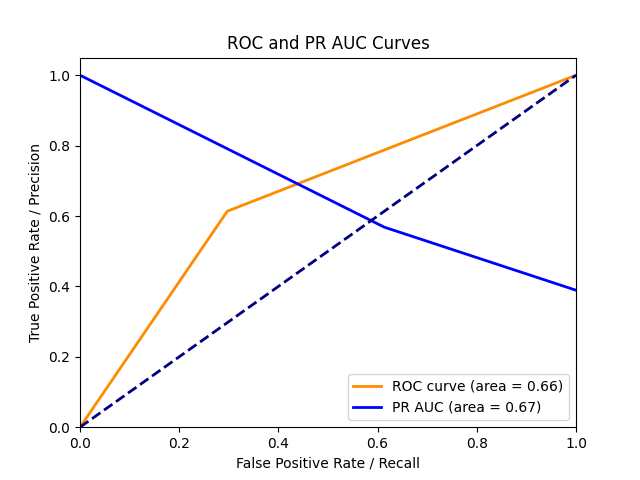 ROC and PR AUC Curves
True Positive Rate / Precision
1.0
0.8
0.6
0.4
0.2
0.0
0.0 0.2 0.4 0.6 0.8 1.0
False Positive Rate / Recall
ROC curve (area = 0.66)
PR AUC (area = 0.67)